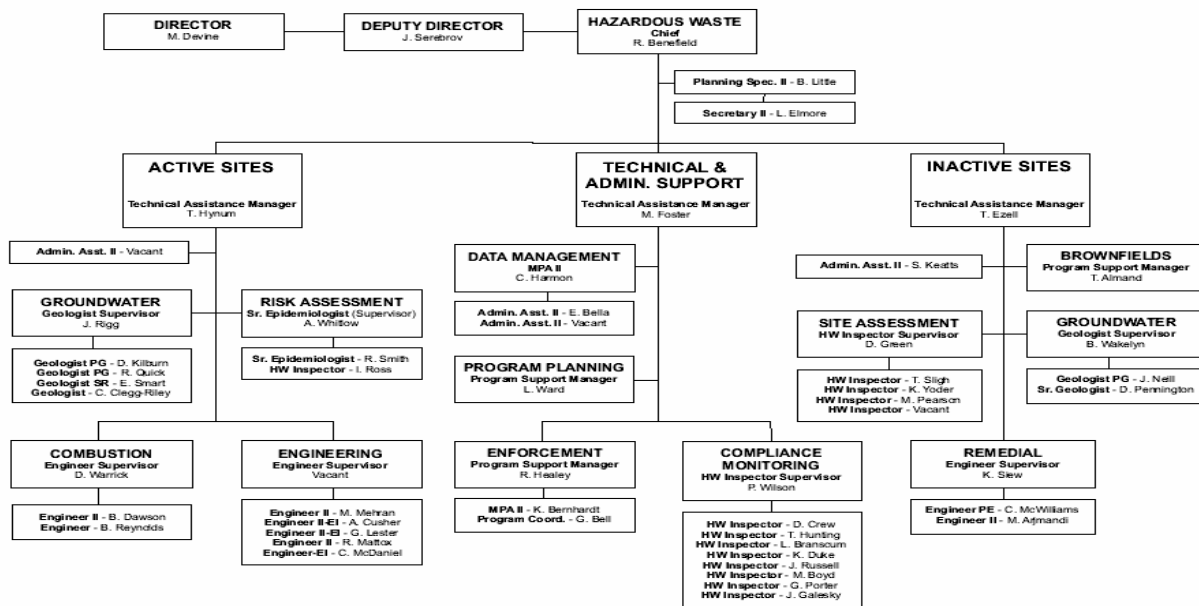 DIRECTOR
M. Devine
DEPUTY DIRECTOR
J. Serebrov
HAZARDOUS WASTE
Chief
R. Benefield
Planning Spec. II - B. Little
Secretary II - L. Elmore
ACTIVE SITES
Technical Assistance Manager
T. Hynum
TECHNICAL &
ADMIN. SUPPORT
Technical Assistance Manager
M. Foster
INACTIVE SITES
Technical Assistance Manager
T. Ezell
Admin. Asst. II - Vacant
GROUNDWATER
Geologist Supervisor
J. Rigg
Geologist PG - D. Kilburn
Geologist PG - R. Quick
Geologist SR - E. Smart
Geologist - C. Clegg-Riley
RISK ASSESSMENT
Sr. Epidemiologist (Supervisor)
A. Whitlow
Sr. Epidemiologist - R. Smith
HW Inspector - I. Ross
COMBUSTION
Engineer Supervisor
D. Warrick
Engineer II - B. Dawson
Engineer - B. Reynolds
ENGINEERING
Engineer Supervisor
Vacant
Engineer II - M. Mehran
Engineer II-EI - A. Cusher
Engineer II-EI - G. Lester
Engineer II - R. Mattox
Engineer-EI - C. McDaniel
DATA MANAGEMENT
MPA II
C. Harmon
Admin. Asst. II - E. Bella
Admin. Asst. II - Vacant
PROGRAM PLANNING
Program Support Manager
L. Ward
ENFORCEMENT
Program Support Manager
R. Healey
MPA II - K. Bernhardt
Program Coord. - G. Bell
COMPLIANCE
MONITORING
HW Inspector Supervisor
P. Wilson
HW Inspector - D. Crew
HW Inspector - T. Hunting
HW Inspector - L. Branscum
HW Inspector - K. Duke
HW Inspector - J. Russell
HW Inspector - M. Boyd
HW Inspector - G. Porter
HW Inspector - J. Galesky
Admin. Asst. II - S. Keatts
BROWNFIELDS
Program Support Manager
T. Almand
SITE ASSESSMENT
HW Inspector Supervisor
D. Green
HW Inspector - T. Sligh
HW Inspector - K. Yoder
HW Inspector - M. Pearson
HW Inspector - Vacant
GROUNDWATER
Geologist Supervisor
B. Wakelyn
Geologist PG - J. Neill
Sr. Geologist - D. Pennington
REMEDIAL
Engineer Supervisor
K. Siew
Engineer PE - C. McWilliams
Engineer II - M. Armandi